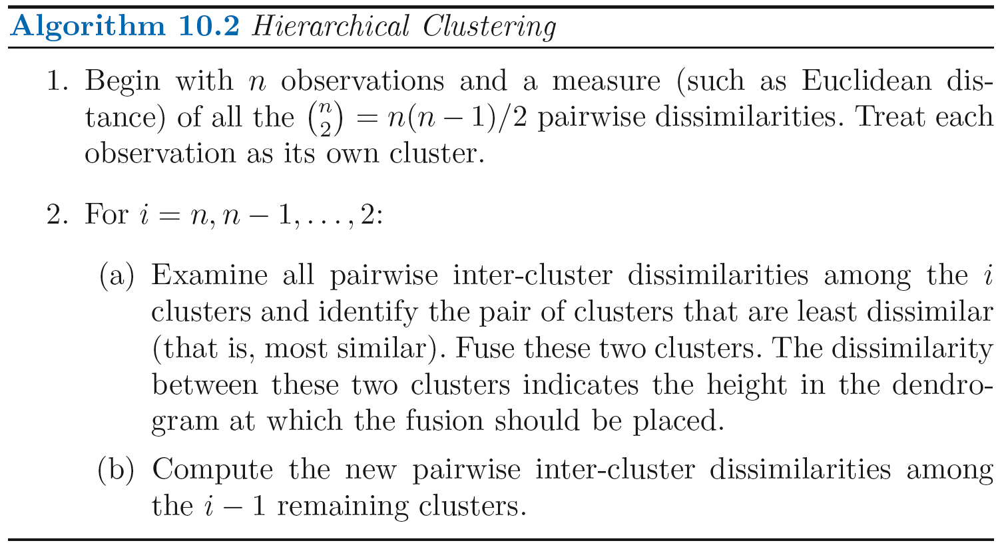 Algorithm 10.2 Hierarchical Clustering
1. Begin with n observations and a measure (such as Euclidean dis-
tance) of all the (n 2) = n(n − 1)/2 pairwise dissimilarities. Treat each
observation as its own cluster.
2. For i = n, n − 1, . . . , 2:
(a) Examine all pairwise inter-cluster dissimilarities among the i
clusters and identify the pair of clusters that are least dissimilar
(that is, most similar). Fuse these two clusters. The dissimilarity
between these two clusters indicates the height in the dendro-
gram at which the fusion should be placed.
(b) Compute the new pairwise inter-cluster dissimilarities among
the i − 1 remaining clusters.